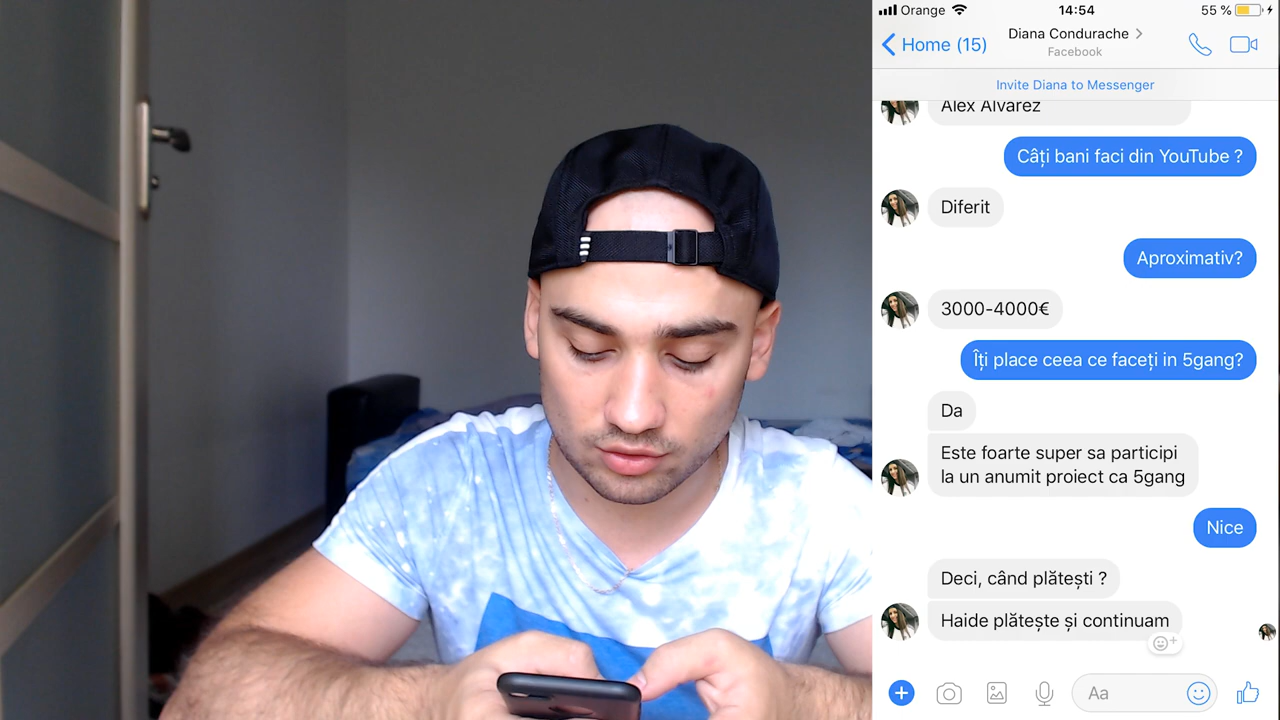 Orange
14:54
55 %
Home (15)
Diana Condurache
Facebook
Invite Diana to Messenger
Alex Alvarez
Câți bani faci din YouTube ?
Diferit
Aproximativ?
3000-4000€
Îți place ceea ce faceți in 5gang?
Da
Este foarte super sa participi
la un anumit proiect ca 5gang
Nice
Deci, când plătești ?
Haide plătește și continuam
Aa